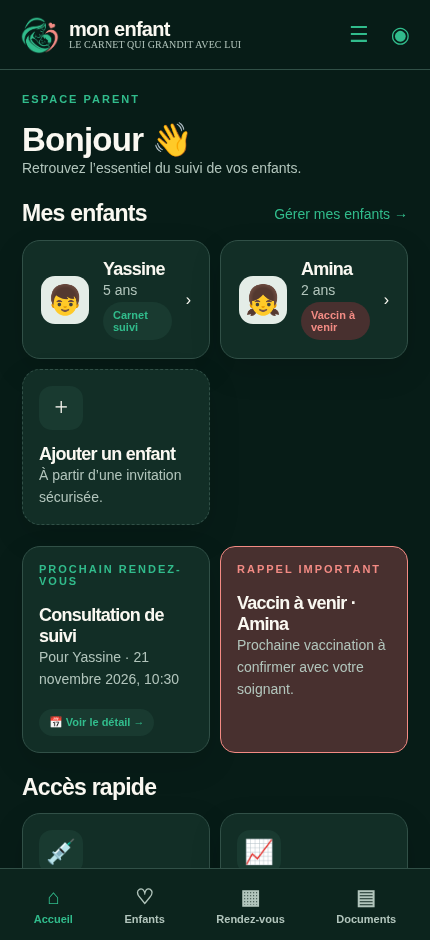 mon enfant
LE CARNET QUI GRANDIT AVEC LUI
ESPACE PARENT
Bonjour 👋
Retrouvez l’essentiel du suivi de vos enfants.
Mes enfants
Gérer mes enfants →
Yassine
5 ans
Carnet
suivi
›
Amina
2 ans
Vaccin à
venir
›
+
Ajouter un enfant
À partir d’une invitation
sécurisée.
PROCHAIN RENDEZ-
VOUS
Consultation de
suivi
Pour Yassine · 21
novembre 2026, 10:30
📅 Voir le détail →
RAPPEL IMPORTANT
Vaccin à venir ·
Amina
Prochaine vaccination à
confirmer avec votre
soignant.
Accès rapide
Accueil
Enfants
Rendez-vous
Documents